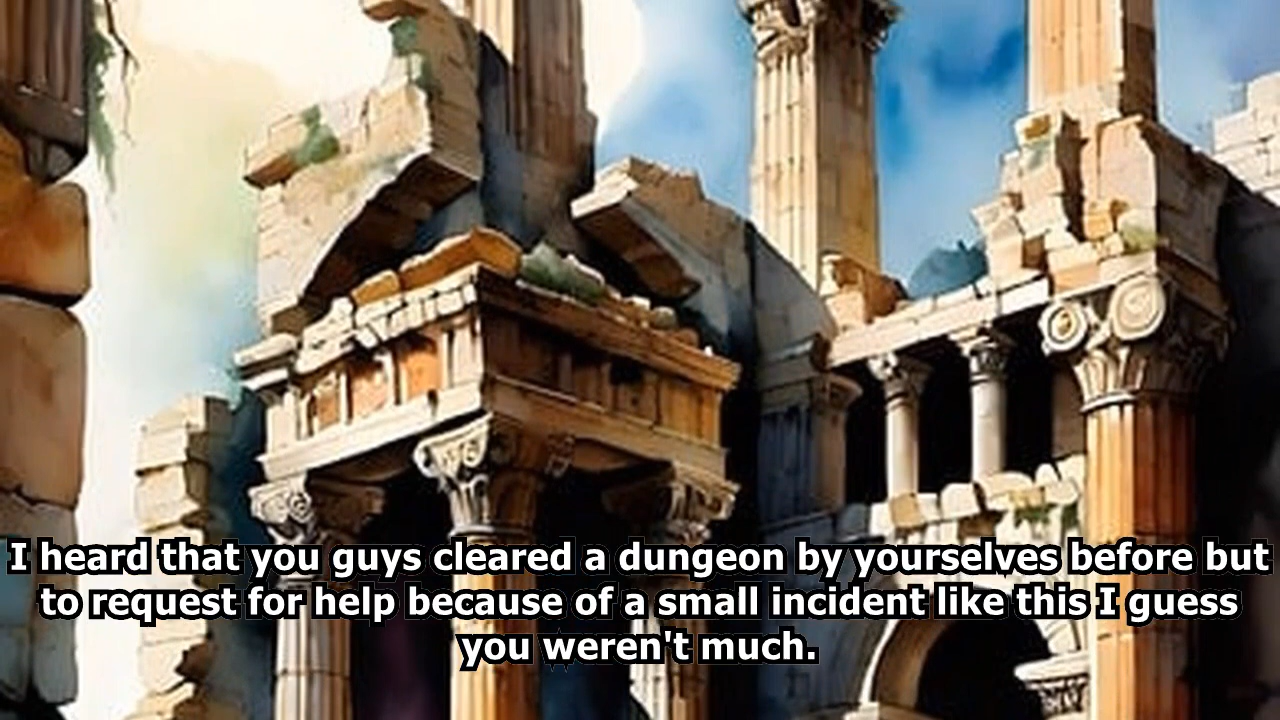 I heard that you guys cleared a dungeon by yourselves before but
to request for help because of a small incident like this I guess
you weren't much.